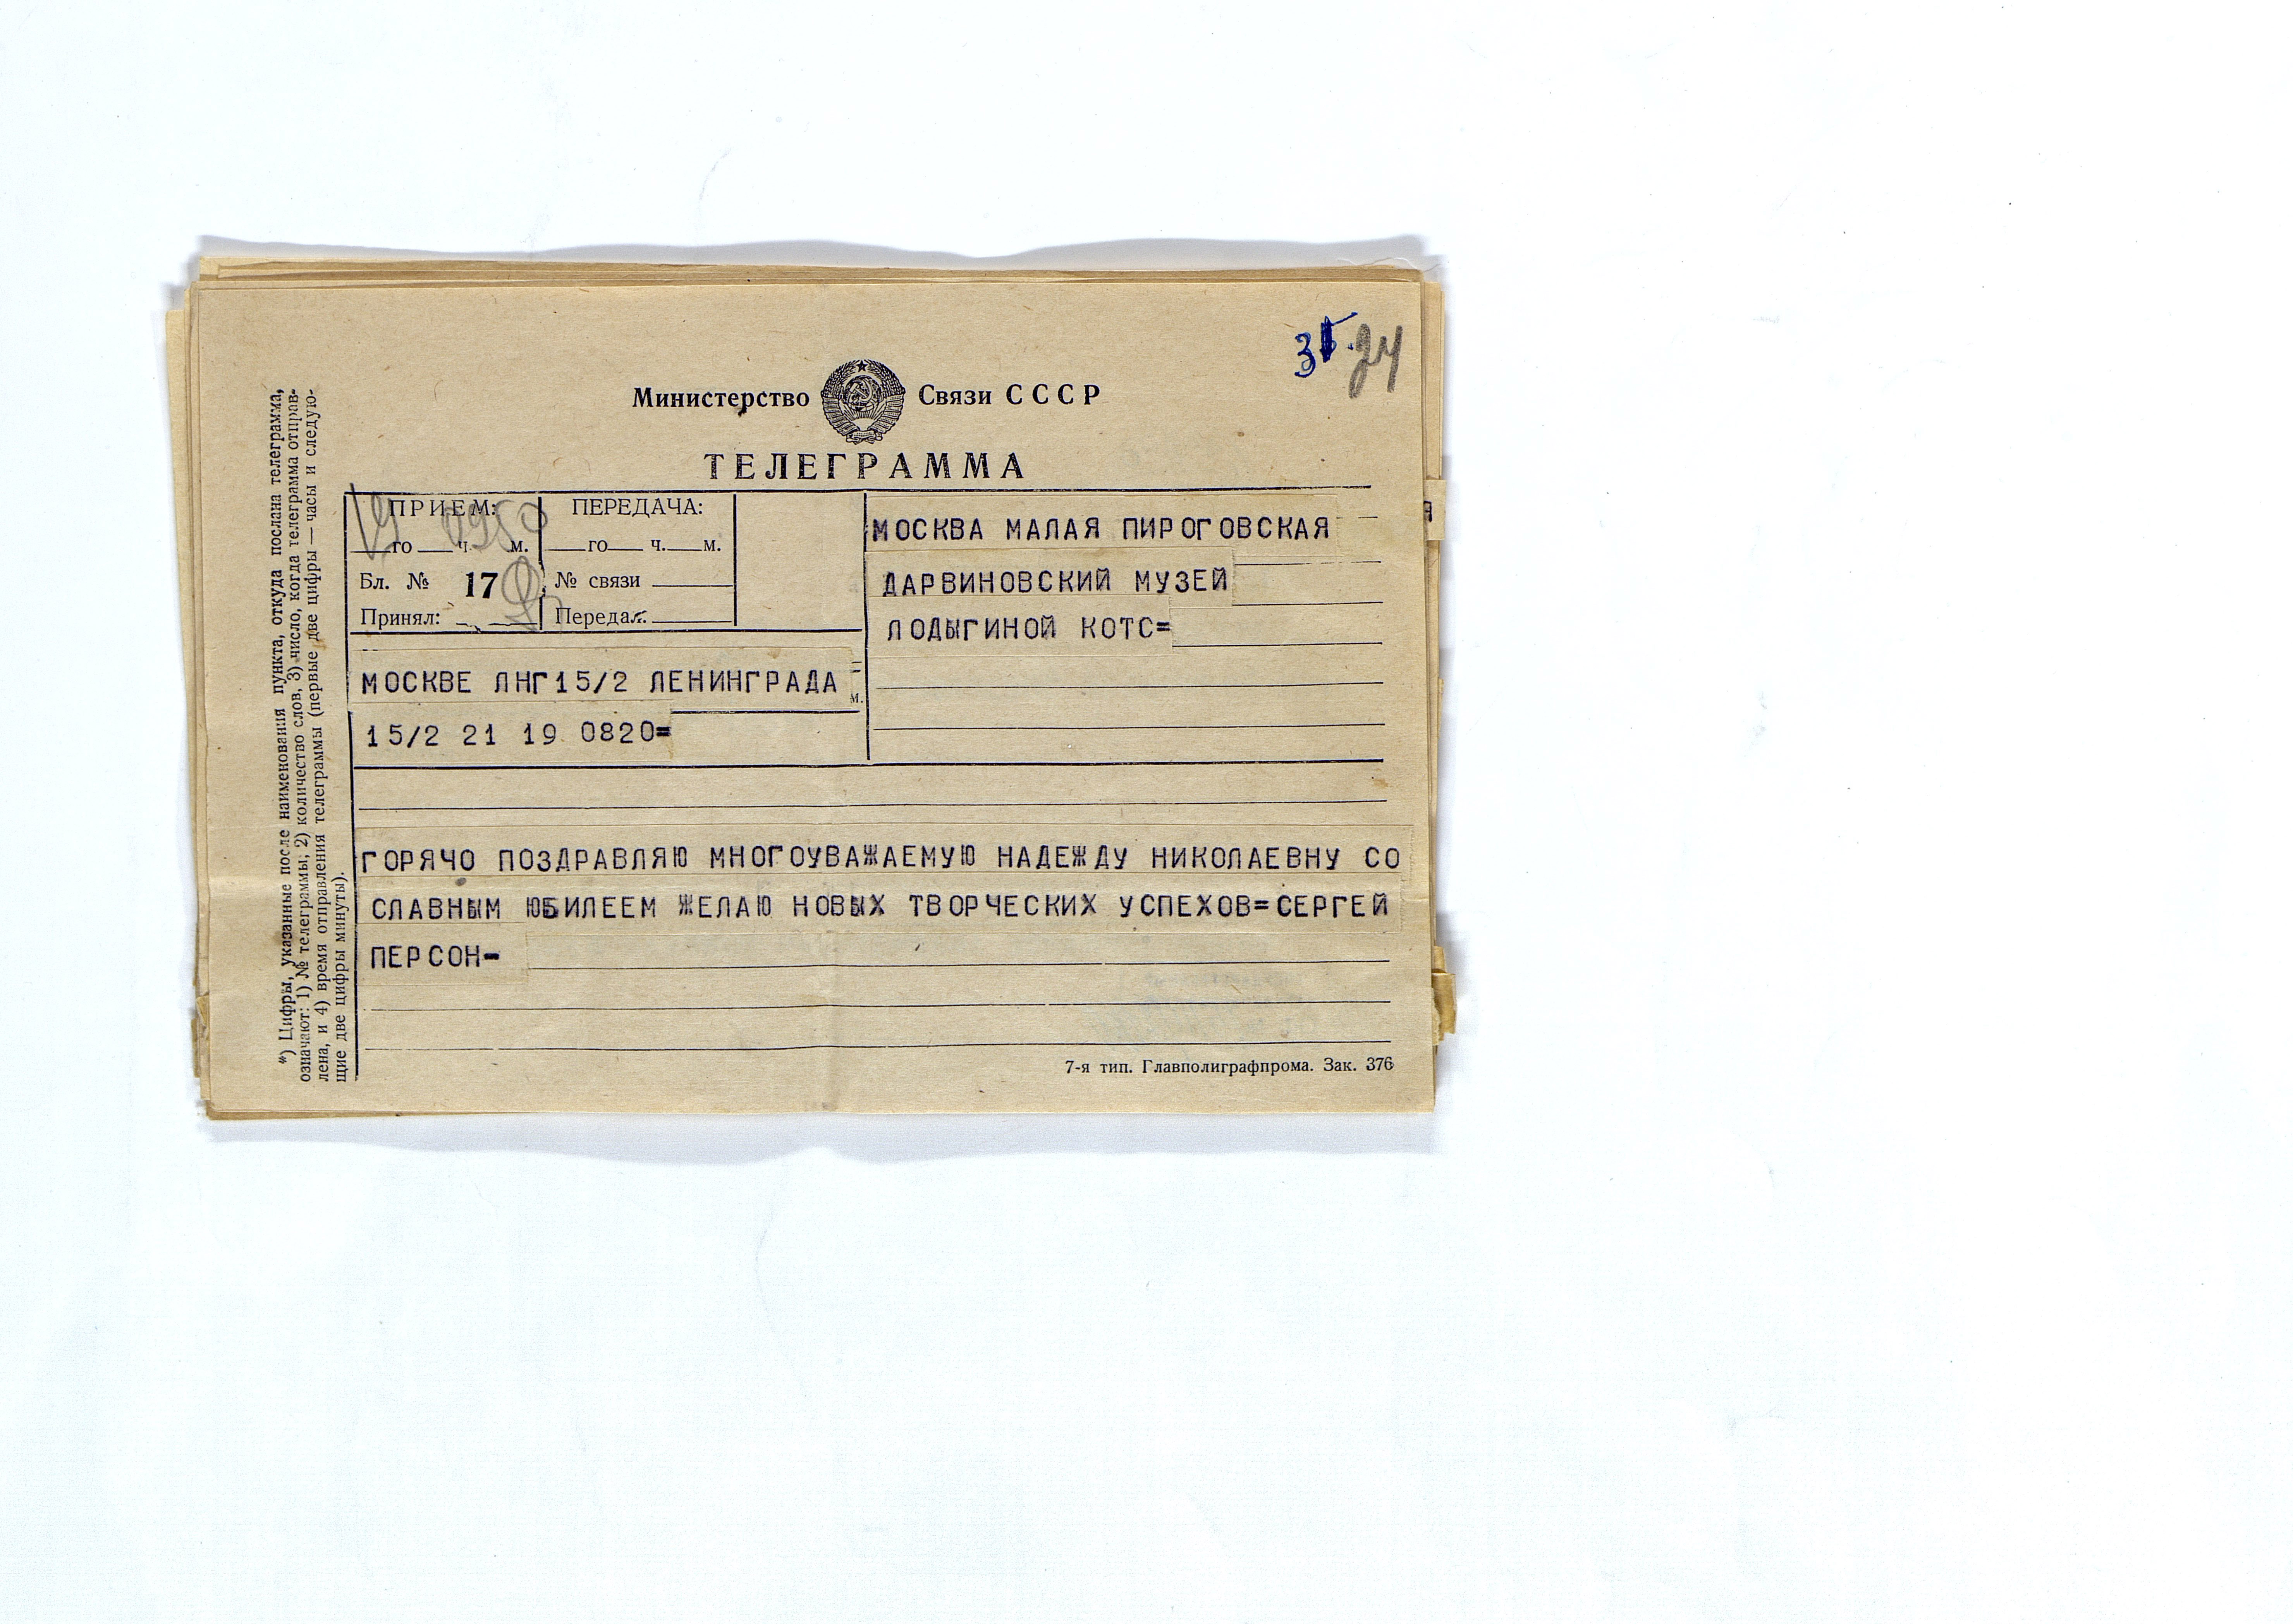 34
Министерство Связи СССР
ТЕЛЕГРАММА
ПРИЕМ:
19 0950
го ч. м.
Бл. № 17
Принял:
ПЕРЕДАЧА:
го ч. м.
№ связи
Передал:
МОСКВА МАЛАЯ ПИРОГОВСКАЯ
ДАРВИНОВСКИЙ МУЗЕЙ
ЛОДЫГИНОЙ КОТС=
МОСКВЕ ЛНГ15/2 ЛЕНИНГРАДА
м.
15/2 21 19 0820=
ГОРЯЧО ПОЗДРАВЛЯЮ МНОГОУВАЖАЕМУЮ НАДЕЖДУ НИКОЛАЕВНУ СО
СЛАВНЫМ ЮБИЛЕЕМ ЖЕЛАЮ НОВЫХ ТВОРЧЕСКИХ УСПЕХОВ=СЕРГЕЙ
ПЕРСОН-
7-я тип. Главполиграфпрома. Зак. 376
*) Цифры, указанные после наименования пункта, откуда послана телеграмма,
означают: 1) № телеграммы, 2) количество слов, 3) число, когда телеграмма отправ-
лена, и 4) время отправления телеграммы (первые две цифры — часы и следую-
щие две цифры минуты).